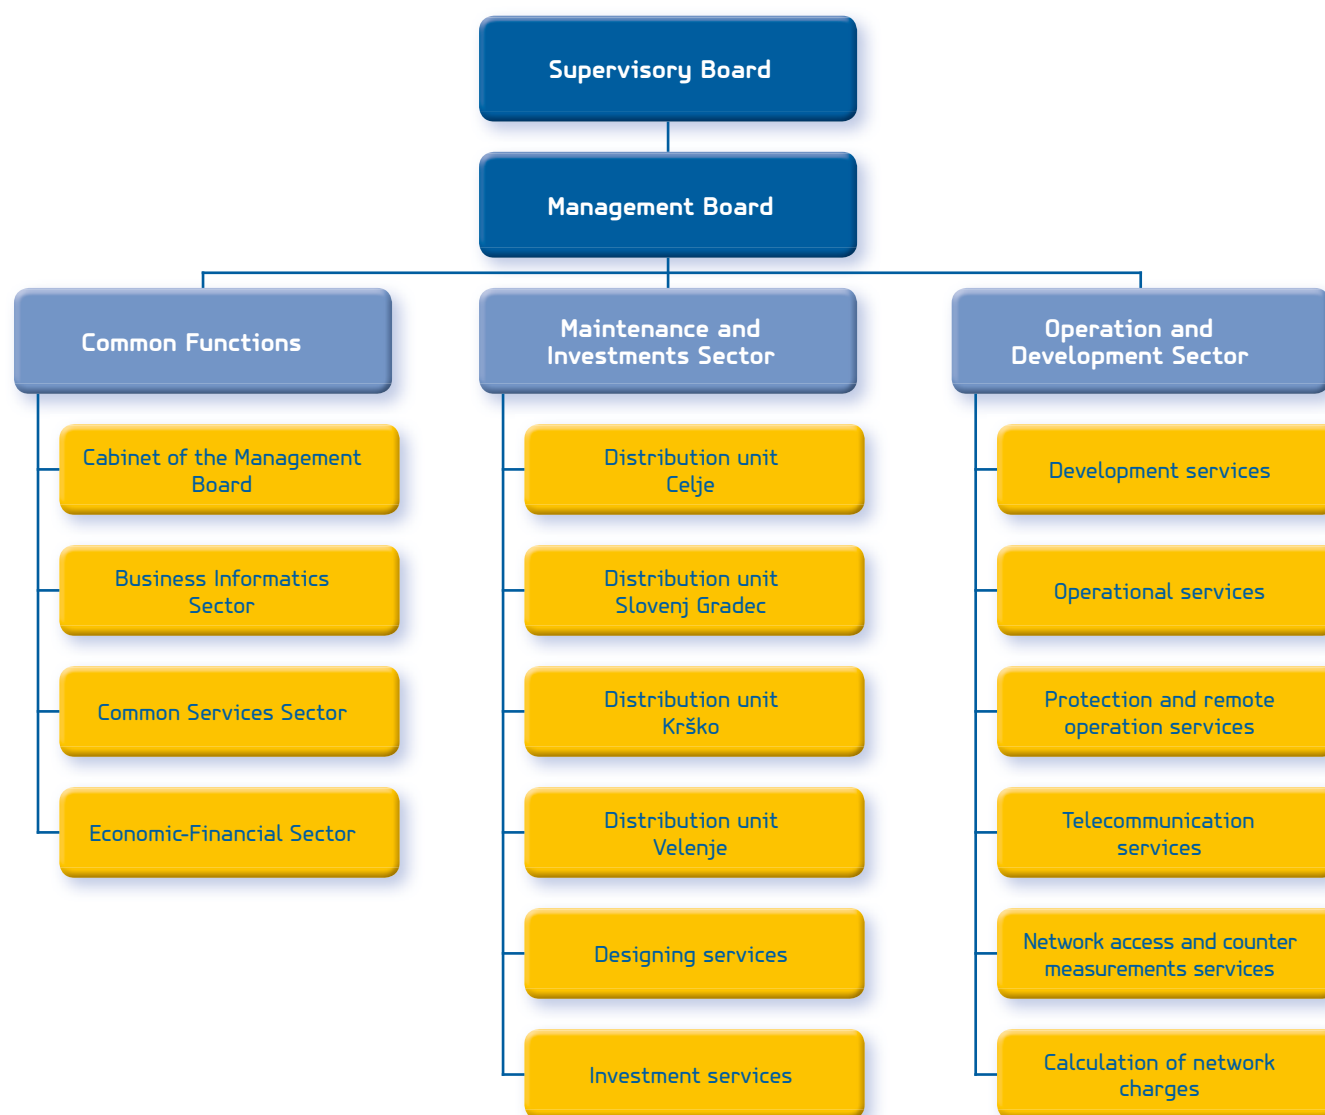 Supervisory Board
Management Board
Common Functions
Cabinet of the Management
Board
Business Informatics
Sector
Common Services Sector
Economic-Financial Sector
Maintenance and
Investments Sector
Distribution unit
Celje
Distribution unit
Slovenj Gradec
Distribution unit
Krško
Distribution unit
Velenje
Designing services
Investment services
Operation and
Development Sector
Development services
Operational services
Protection and remote
operation services
Telecommunication
services
Network access and counter
measurements services
Calculation of network
charges